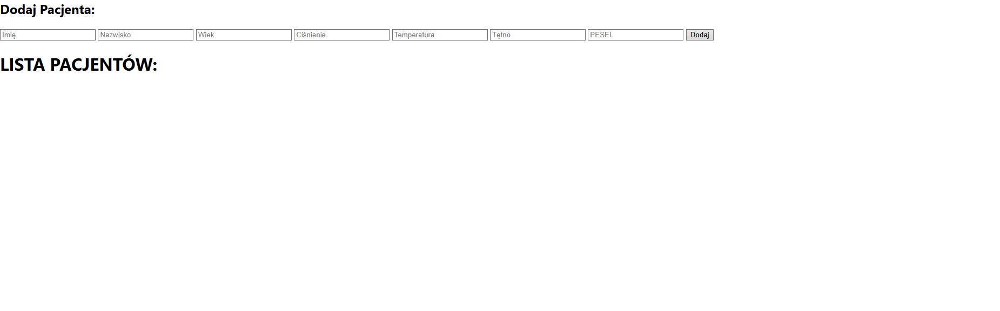 Dodaj Pacjenta:
Imię Nazwisko Wiek Ciśnienie Temperatura Tętno PESEL Dodaj
LISTA PACJENTÓW: